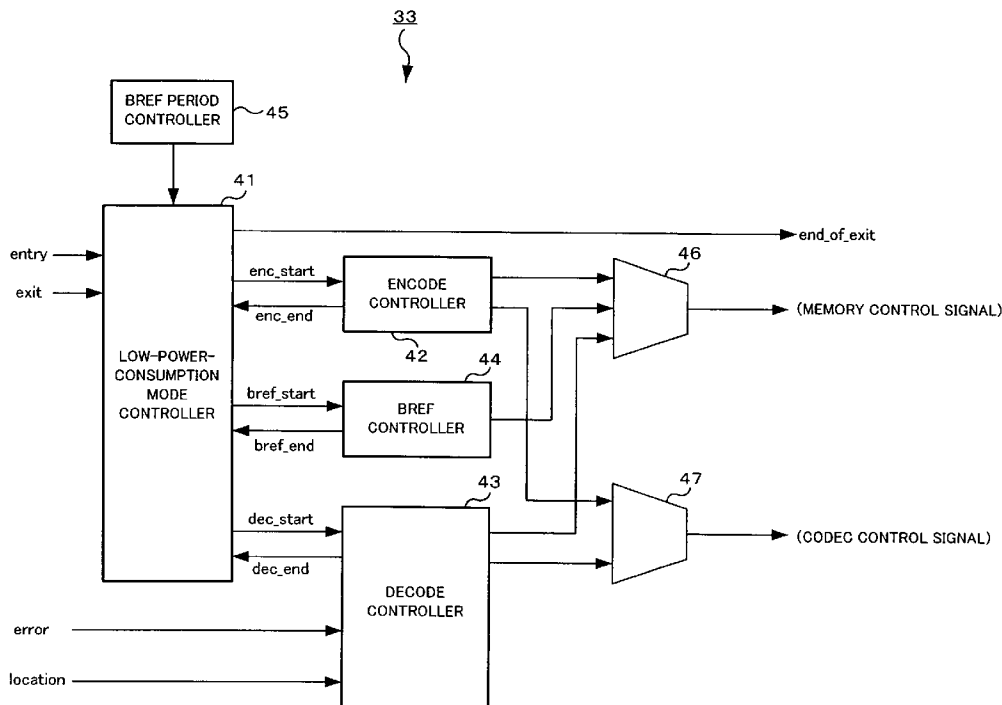 33
BREF PERIOD
CONTROLLER
45
41
entry
exit
LOW-POWER-
CONSUMPTION
MODE
CONTROLLER
end_of_exit
enc_start
enc_end
ENCODE
CONTROLLER
42
46
(MEMORY CONTROL SIGNAL)
bref_start
bref_end
44
BREF
CONTROLLER
dec_start
dec_end
43
DECODE
CONTROLLER
47
(CODEC CONTROL SIGNAL)
error
location